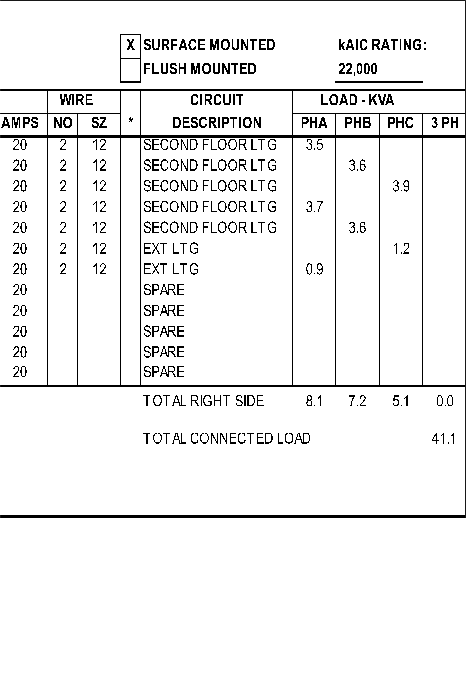 X SURFACE MOUNTED kAIC RATING:
FLUSH MOUNTED 22,000
WIRE CIRCUIT LOAD - KVA
AMPS NO SZ * DESCRIPTION PHA PHB PHC 3 PH
20 2 12 SECOND FLOOR LTG 3.5
20 2 12 SECOND FLOOR LTG 3.6
20 2 12 SECOND FLOOR LTG 3.9
20 2 12 SECOND FLOOR LTG 3.7
20 2 12 SECOND FLOOR LTG 3.6
20 2 12 EXT LTG 1.2
20 2 12 EXT LTG 0.9
20 SPARE
20 SPARE
20 SPARE
20 SPARE
20 SPARE
TOTAL RIGHT SIDE 8.1 7.2 5.1 0.0
TOTAL CONNECTED LOAD 41.1